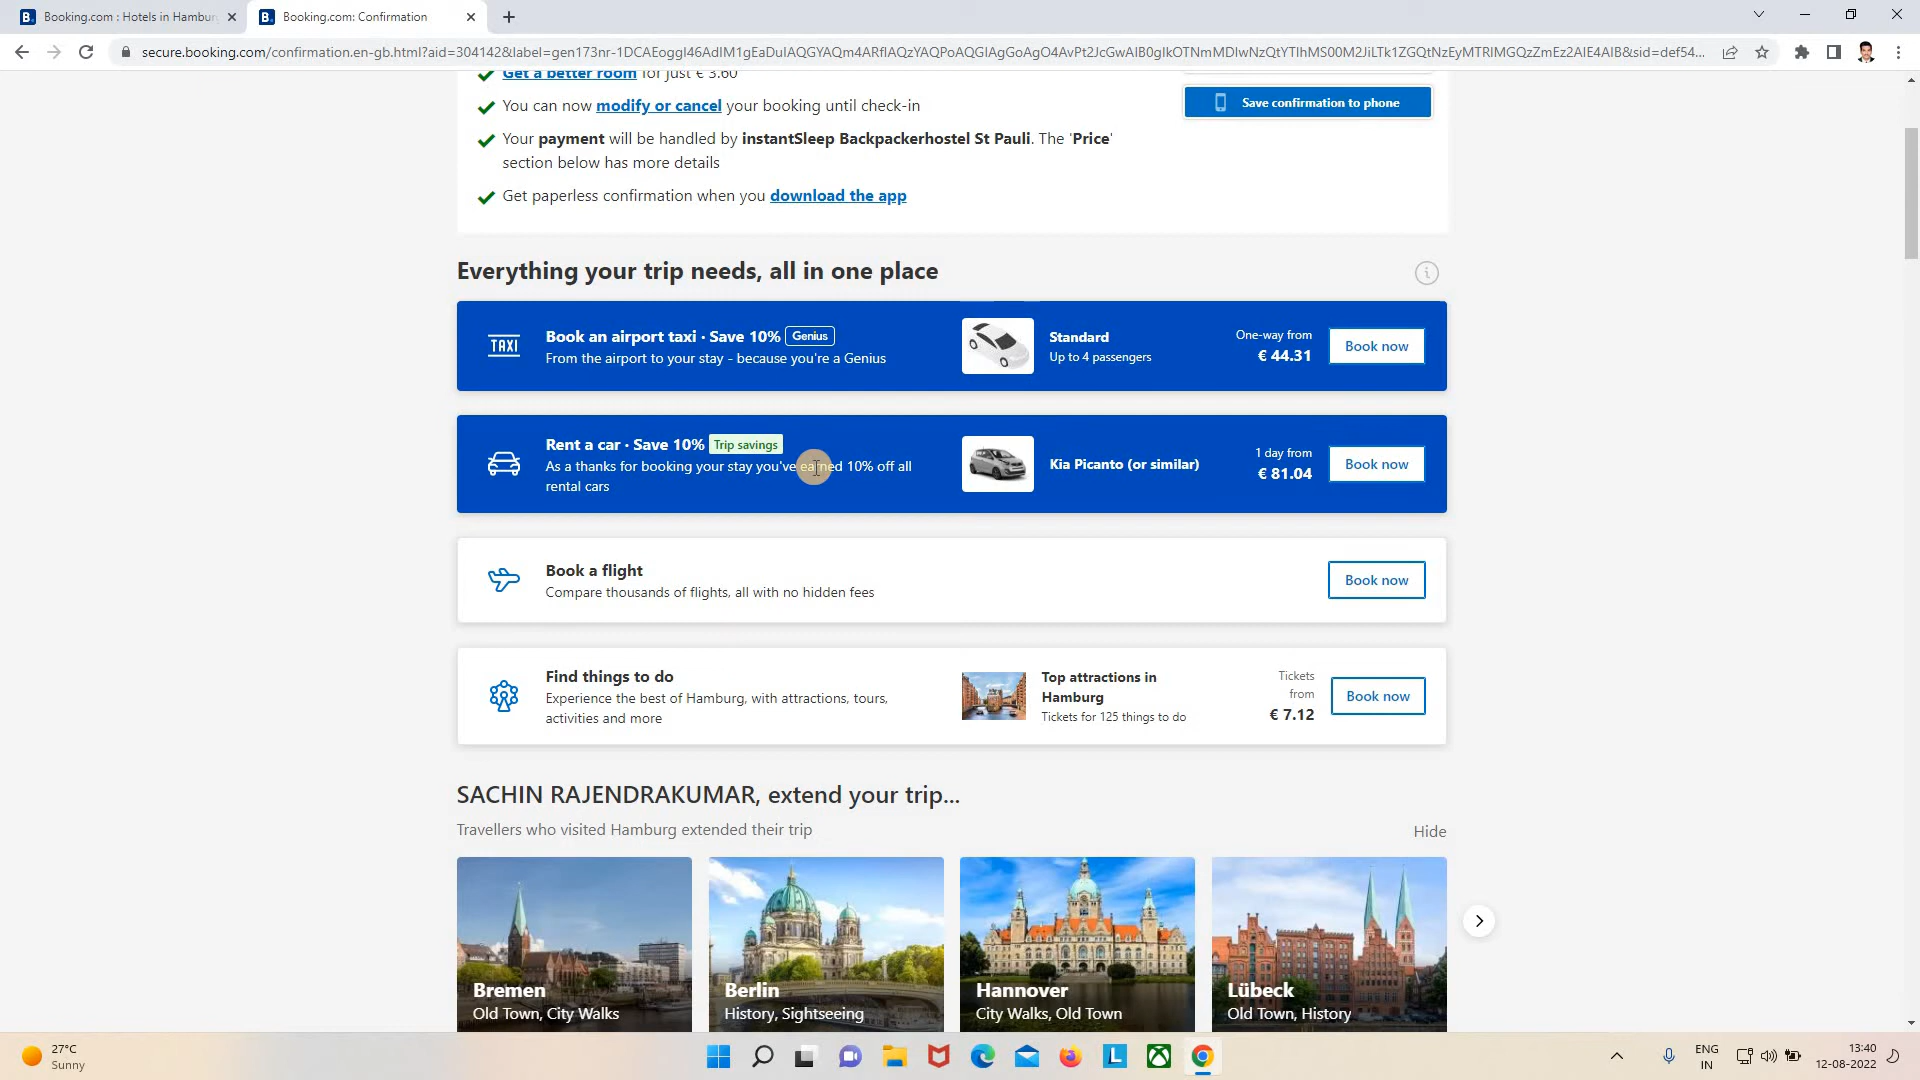 Booking.com : Hotels in Hambur
Booking.com: Confirmation
secure.booking.com/confirmation.en-gb.html?aid=304142&label=gen173nr-1DCAEoggI46AdIM1gEaDuIAQGYAQm4ARfIAQzYAQPoAQGIAgGoAgO4AvPt2JcGwAIB0gIkOTNmMDIwNzQtYTlhMS00M2JiLTk1ZGQtNzEyMTRlMGQzZmEz2AIE4AIB&sid=def54...
Get a better room for just € 3.60
You can now modify or cancel your booking until check-in
Save confirmation to phone
Your payment will be handled by instantSleep Backpackerhostel St Pauli. The 'Price'
section below has more details
Get paperless confirmation when you download the app
Everything your trip needs, all in one place
TAXI
Book an airport taxi · Save 10% Genius
From the airport to your stay - because you're a Genius
Standard
Up to 4 passengers
One-way from
€ 44.31
Book now
Rent a car · Save 10% Trip savings
As a thanks for booking your stay you've earned 10% off all
rental cars
Kia Picanto (or similar)
1 day from
€ 81.04
Book now
Book a flight
Compare thousands of flights, all with no hidden fees
Book now
Find things to do
Experience the best of Hamburg, with attractions, tours,
activities and more
Top attractions in
Hamburg
Tickets for 125 things to do
Tickets
from
€ 7.12
Book now
SACHIN RAJENDRAKUMAR, extend your trip...
Travellers who visited Hamburg extended their trip
Hide
Bremen
Old Town, City Walks
Berlin
History, Sightseeing
Hannover
City Walks, Old Town
Lübeck
Old Town, History
27°C
Sunny
ENG
IN
13:40
12-08-2022